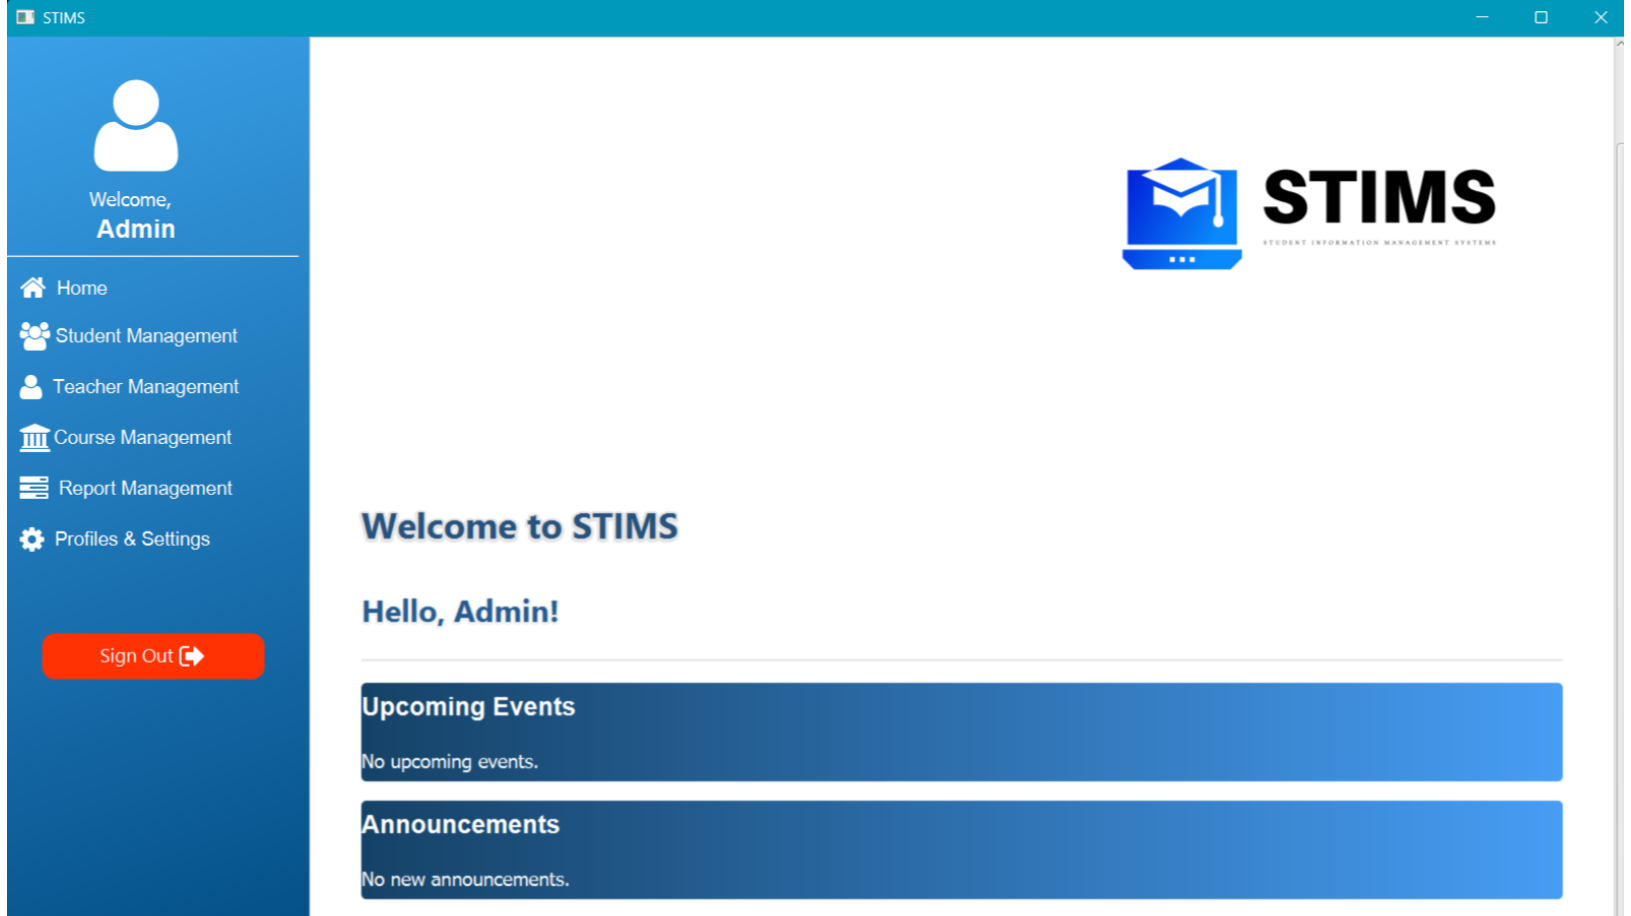 STIMS
Welcome,
Admin
Home
Student Management
Teacher Management
Course Management
Report Management
Profiles & Settings
Sign Out
STIMS
STUDENT INFORMATION MANAGEMENT SYSTEMS
Welcome to STIMS
Hello, Admin!
Upcoming Events
No upcoming events.
Announcements
No new announcements.